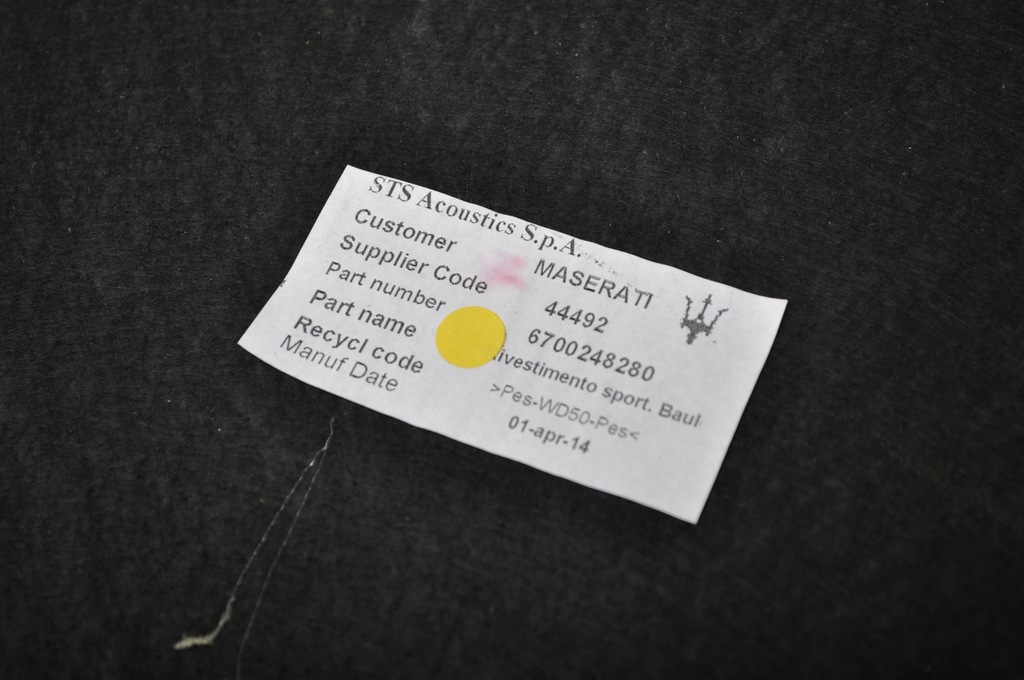 STS Acoustics S.p.A.
Customer MASERATI
Supplier Code 44492
Part number 6700248280
Part name ivestimento sport. Baul
Recycl code >Pes-WD50-Pes<
Manuf Date 01-apr-14